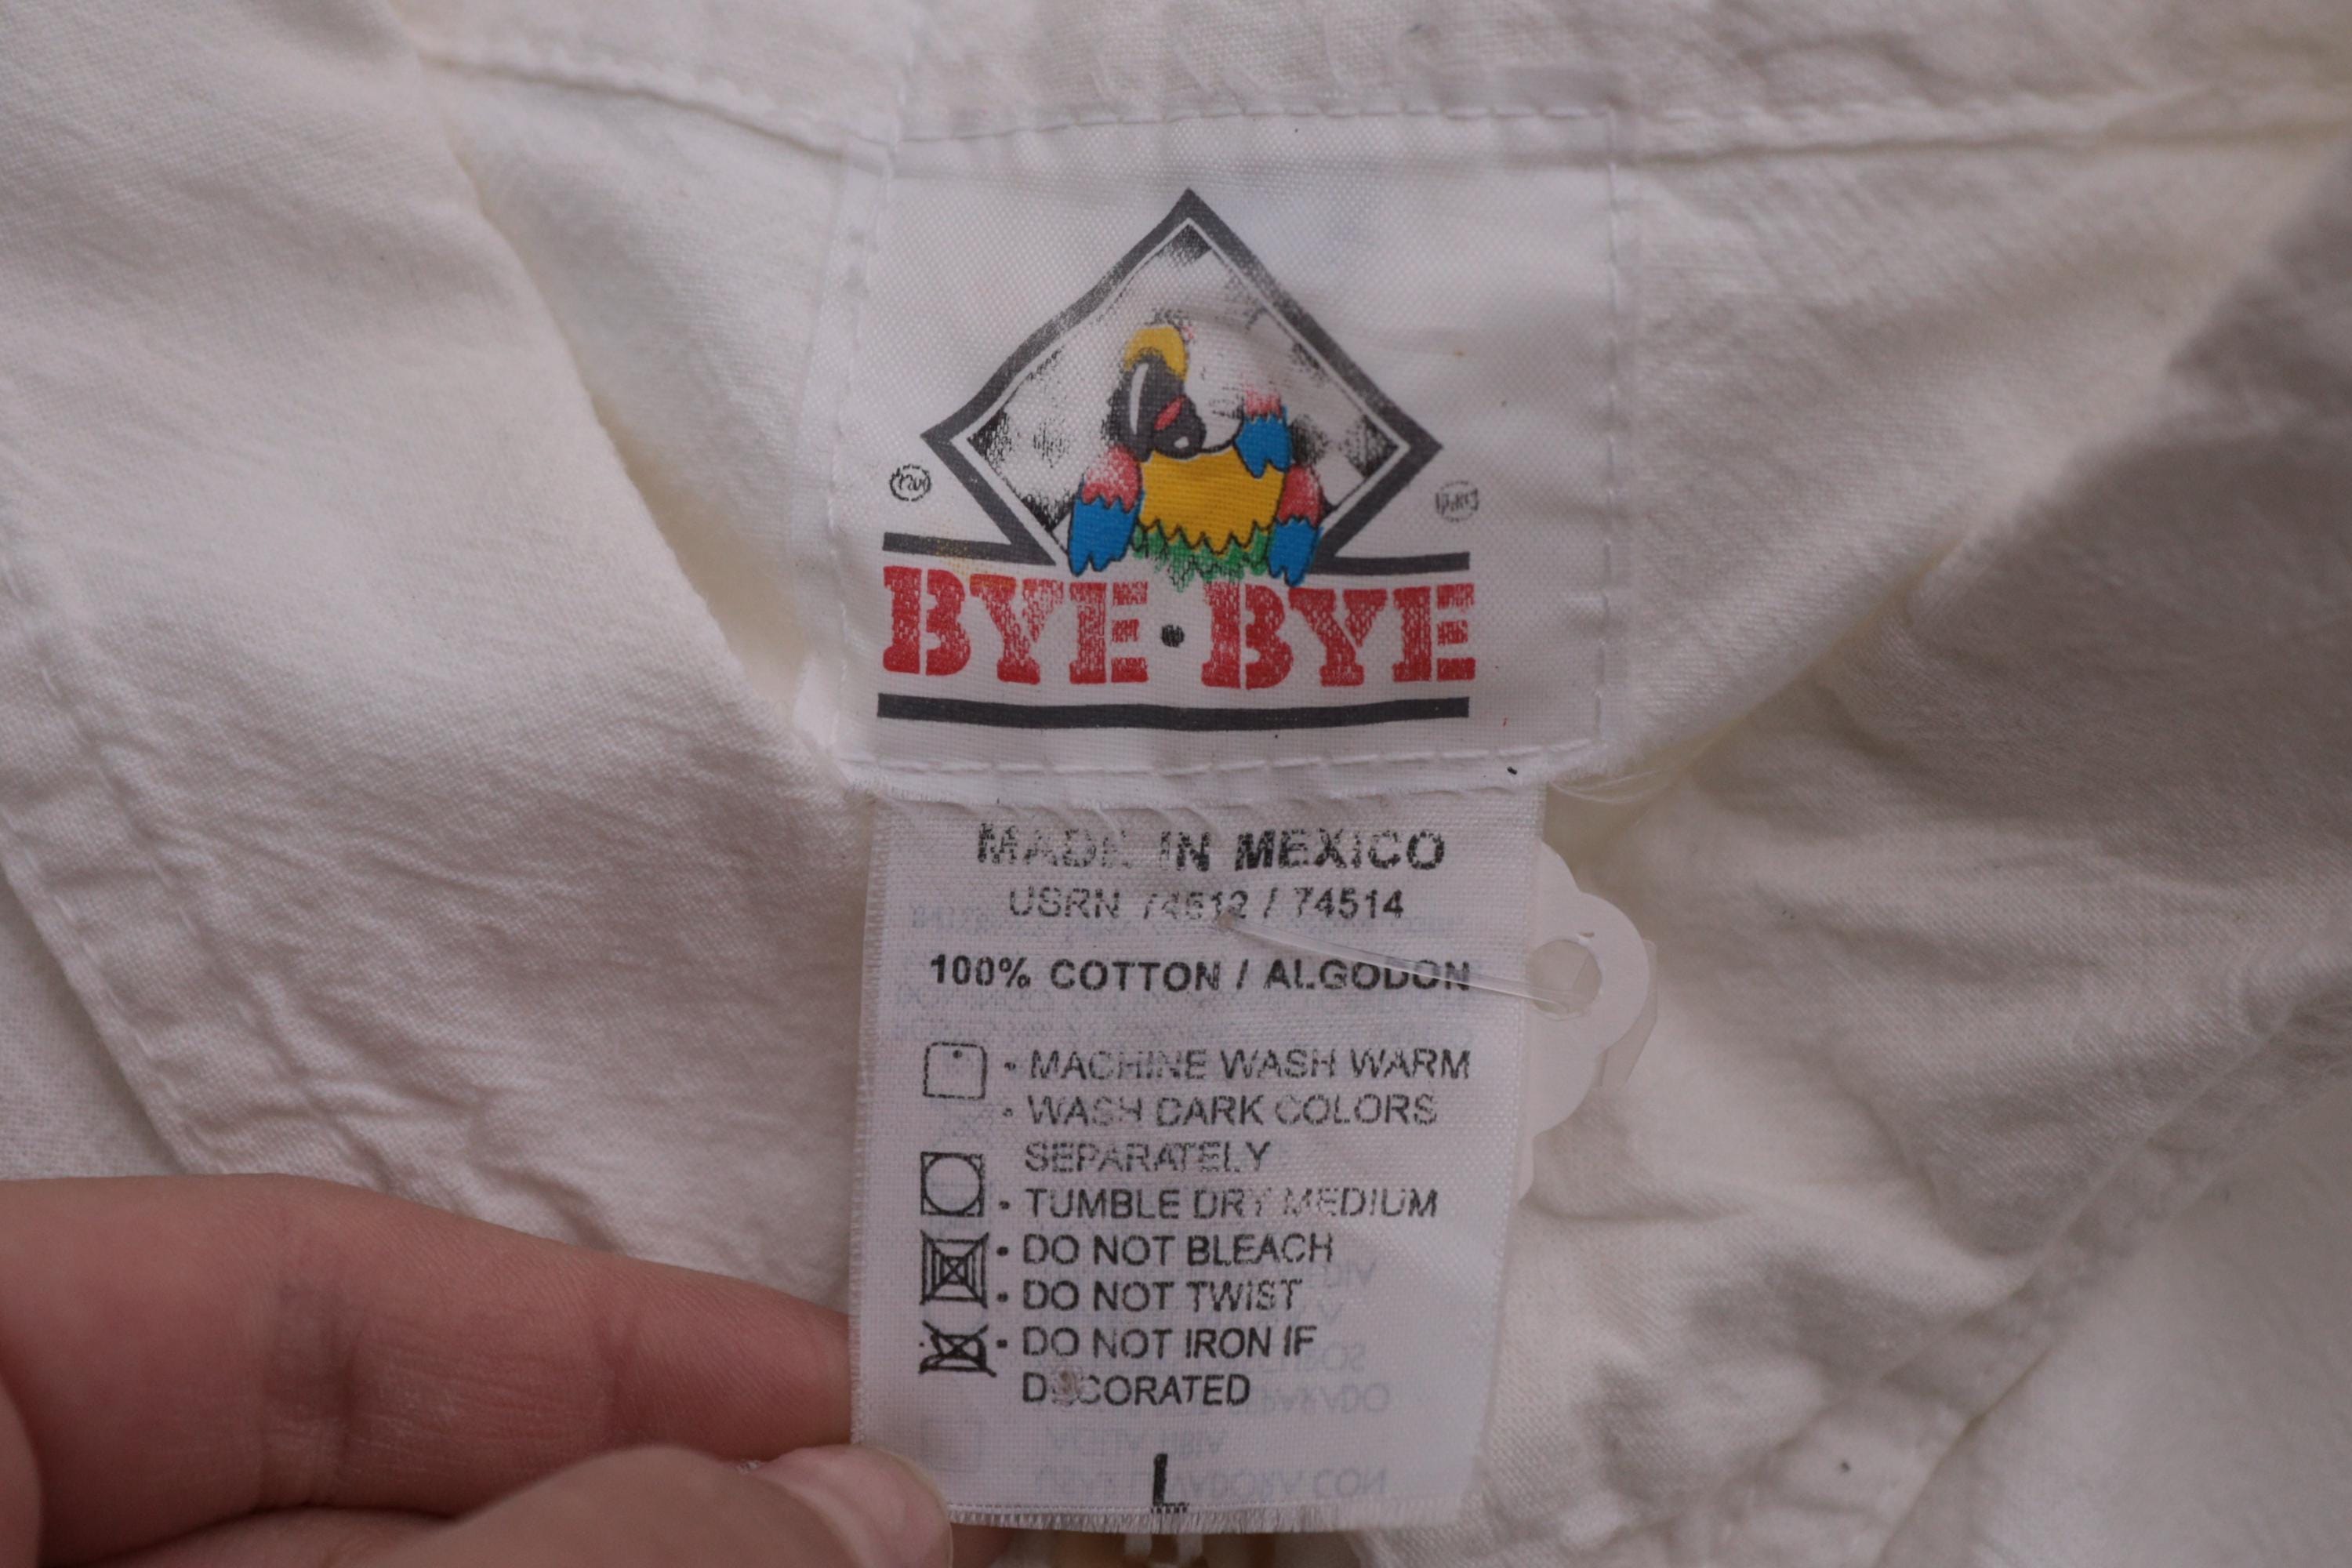 BYE·BYE
MADE IN MEXICO
USRN 74512 / 74514
100% COTTON / ALGODON
• MACHINE WASH WARM
• WASH DARK COLORS
SEPARATELY
• TUMBLE DRY MEDIUM
• DO NOT BLEACH
• DO NOT TWIST
• DO NOT IRON IF
DECORATED
L